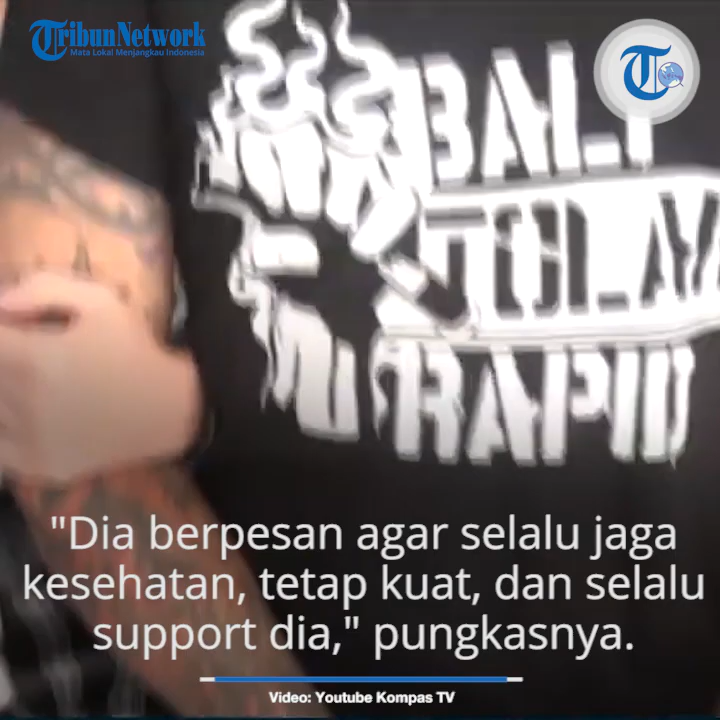 TribunNetwork
Mata Lokal Menjangkau Indonesia
T
BALI
TOLAK
RAPID
"Dia berpesan agar selalu jaga
kesehatan, tetap kuat, dan selalu
support dia," pungkasnya.
Video: Youtube Kompas TV